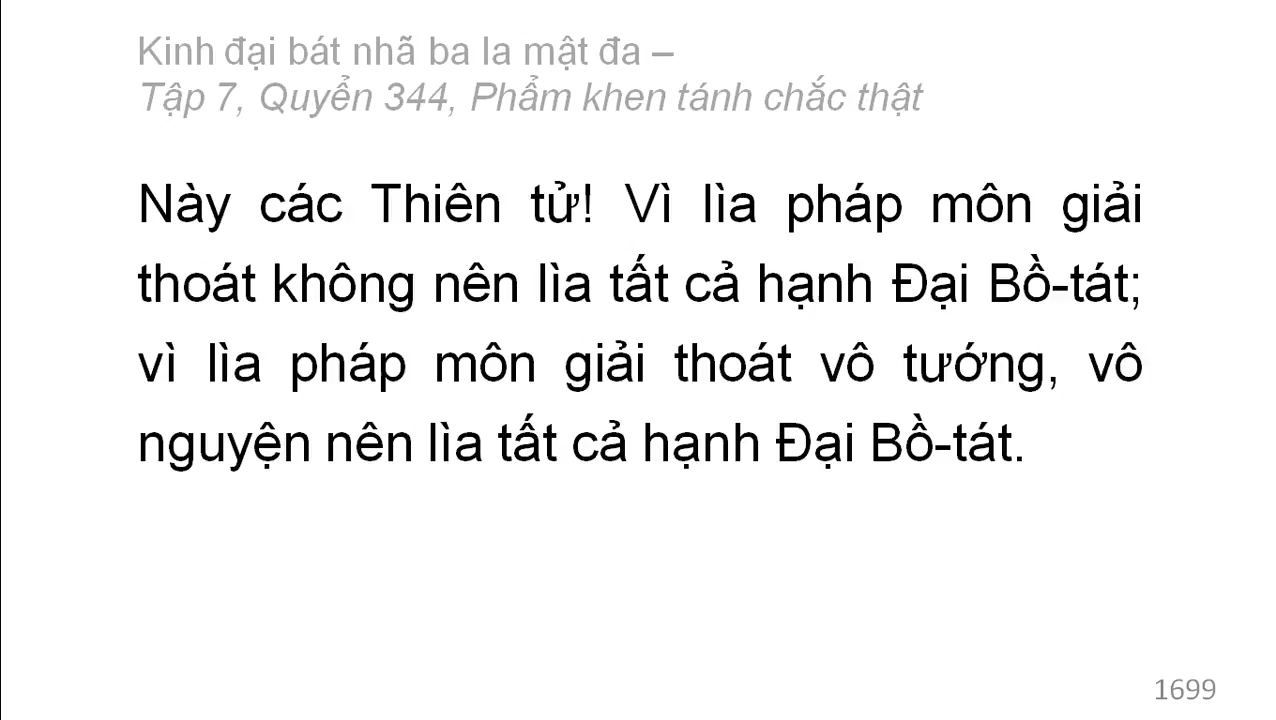 Kinh đại bát nhã ba la mật đa –
Tập 7, Quyển 344, Phẩm khen tánh chắc thật
Này các Thiên tử! Vì lìa pháp môn giải
thoát không nên lìa tất cả hạnh Đại Bồ-tát;
vì lìa pháp môn giải thoát vô tướng, vô
nguyện nên lìa tất cả hạnh Đại Bồ-tát.
1699